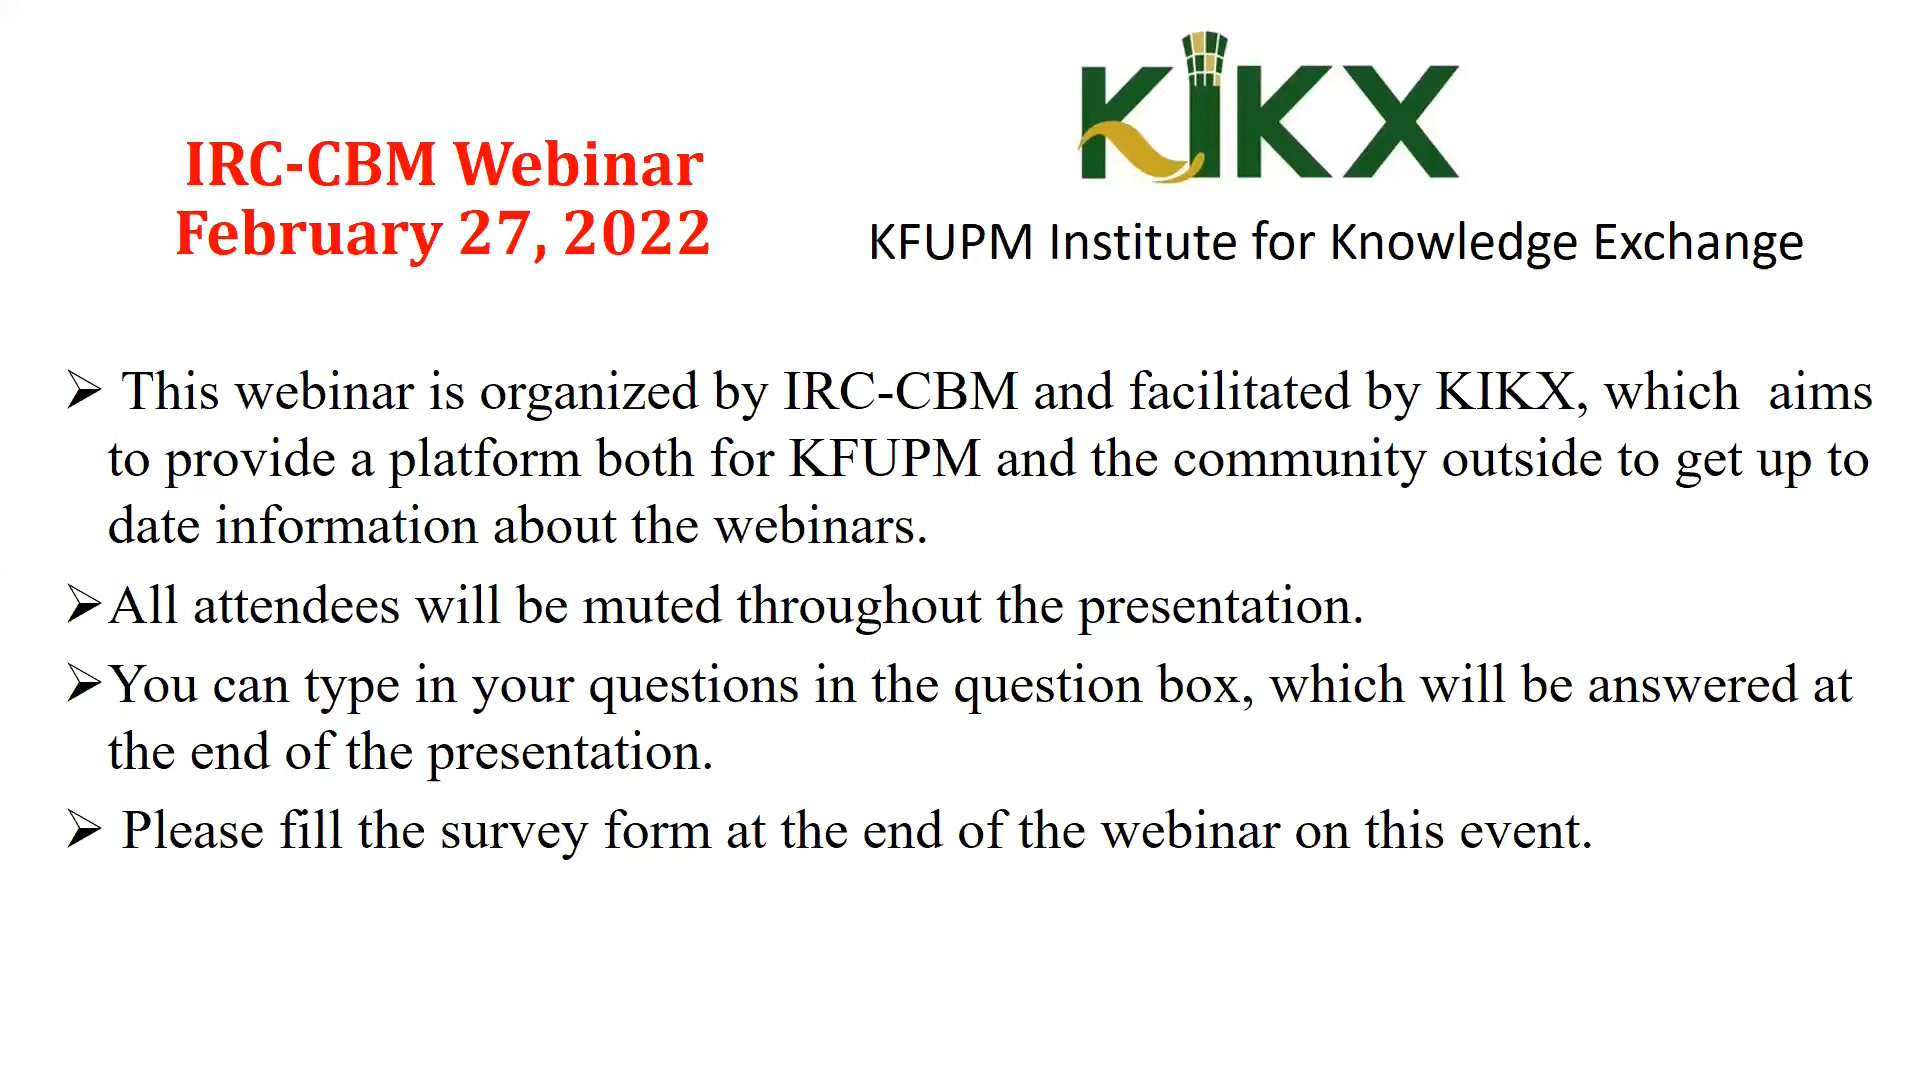 IRC-CBM Webinar
February 27, 2022
KIKX
KFUPM Institute for Knowledge Exchange
➢ This webinar is organized by IRC-CBM and facilitated by KIKX, which aims
to provide a platform both for KFUPM and the community outside to get up to
date information about the webinars.
➢ All attendees will be muted throughout the presentation.
➢ You can type in your questions in the question box, which will be answered at
the end of the presentation.
➢ Please fill the survey form at the end of the webinar on this event.